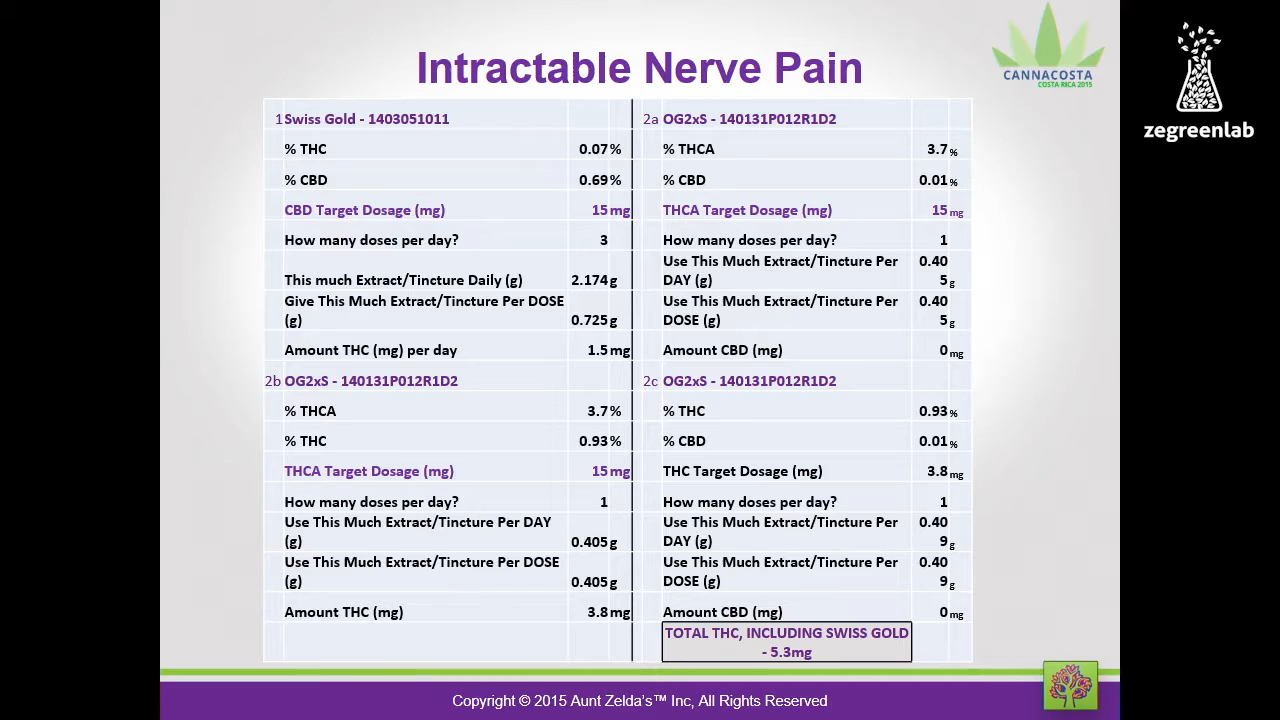 Intractable Nerve Pain
CANNACOSTA
COSTA RICA 2015
zegreenlab
1 Swiss Gold - 1403051011
% THC 0.07 %
% CBD 0.69 %
CBD Target Dosage (mg) 15 mg
How many doses per day? 3
This much Extract/Tincture Daily (g) 2.174 g
Give This Much Extract/Tincture Per DOSE
(g) 0.725 g
Amount THC (mg) per day 1.5 mg
2a OG2xS - 140131P012R1D2
% THCA 3.7 %
% CBD 0.01 %
THCA Target Dosage (mg) 15 mg
How many doses per day? 1
Use This Much Extract/Tincture Per 0.40
DAY (g) 5 g
Use This Much Extract/Tincture Per 0.40
DOSE (g) 5 g
Amount CBD (mg) 0 mg
2b OG2xS - 140131P012R1D2
% THCA 3.7 %
% THC 0.93 %
THCA Target Dosage (mg) 15 mg
How many doses per day? 1
Use This Much Extract/Tincture Per DAY
(g) 0.405 g
Use This Much Extract/Tincture Per DOSE
(g) 0.405 g
Amount THC (mg) 3.8 mg
2c OG2xS - 140131P012R1D2
% THC 0.93 %
% CBD 0.01 %
THC Target Dosage (mg) 3.8 mg
How many doses per day? 1
Use This Much Extract/Tincture Per 0.40
DAY (g) 9 g
Use This Much Extract/Tincture Per 0.40
DOSE (g) 9 g
Amount CBD (mg) 0 mg
TOTAL THC, INCLUDING SWISS GOLD
- 5.3mg
Copyright © 2015 Aunt Zelda's™ Inc, All Rights Reserved